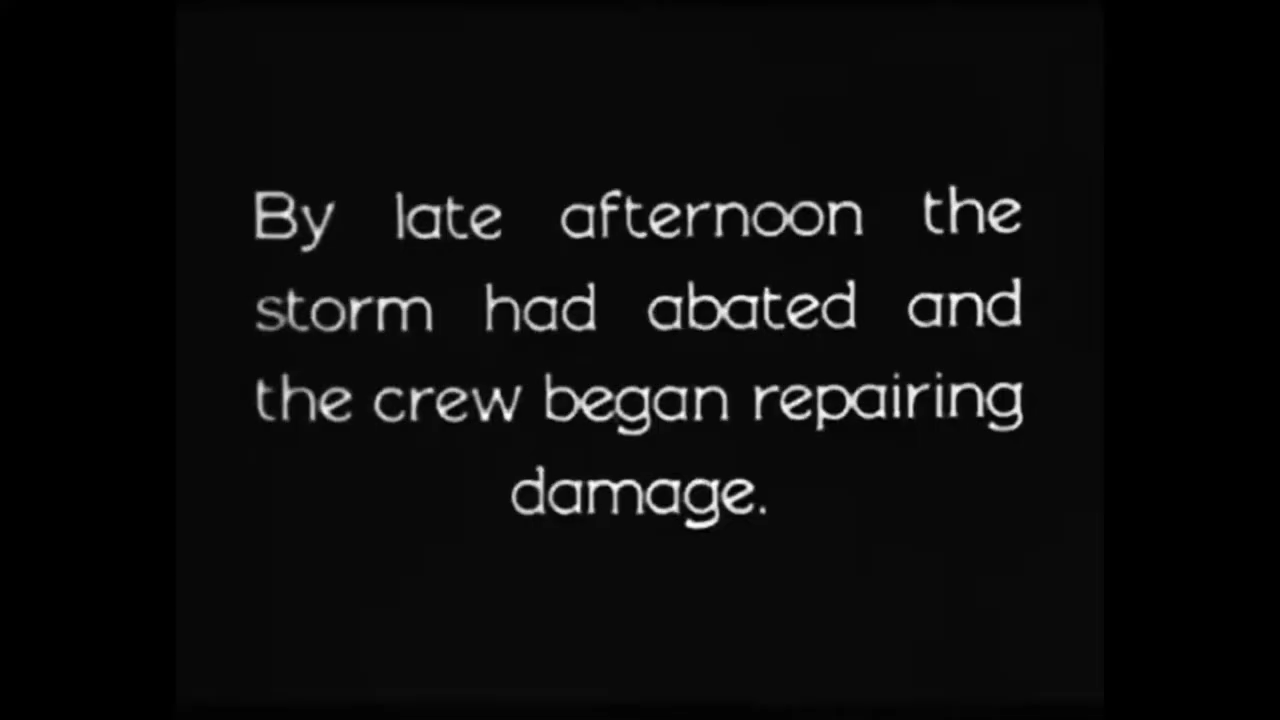 By late afternoon the
storm had abated and
the crew began repairing
damage.